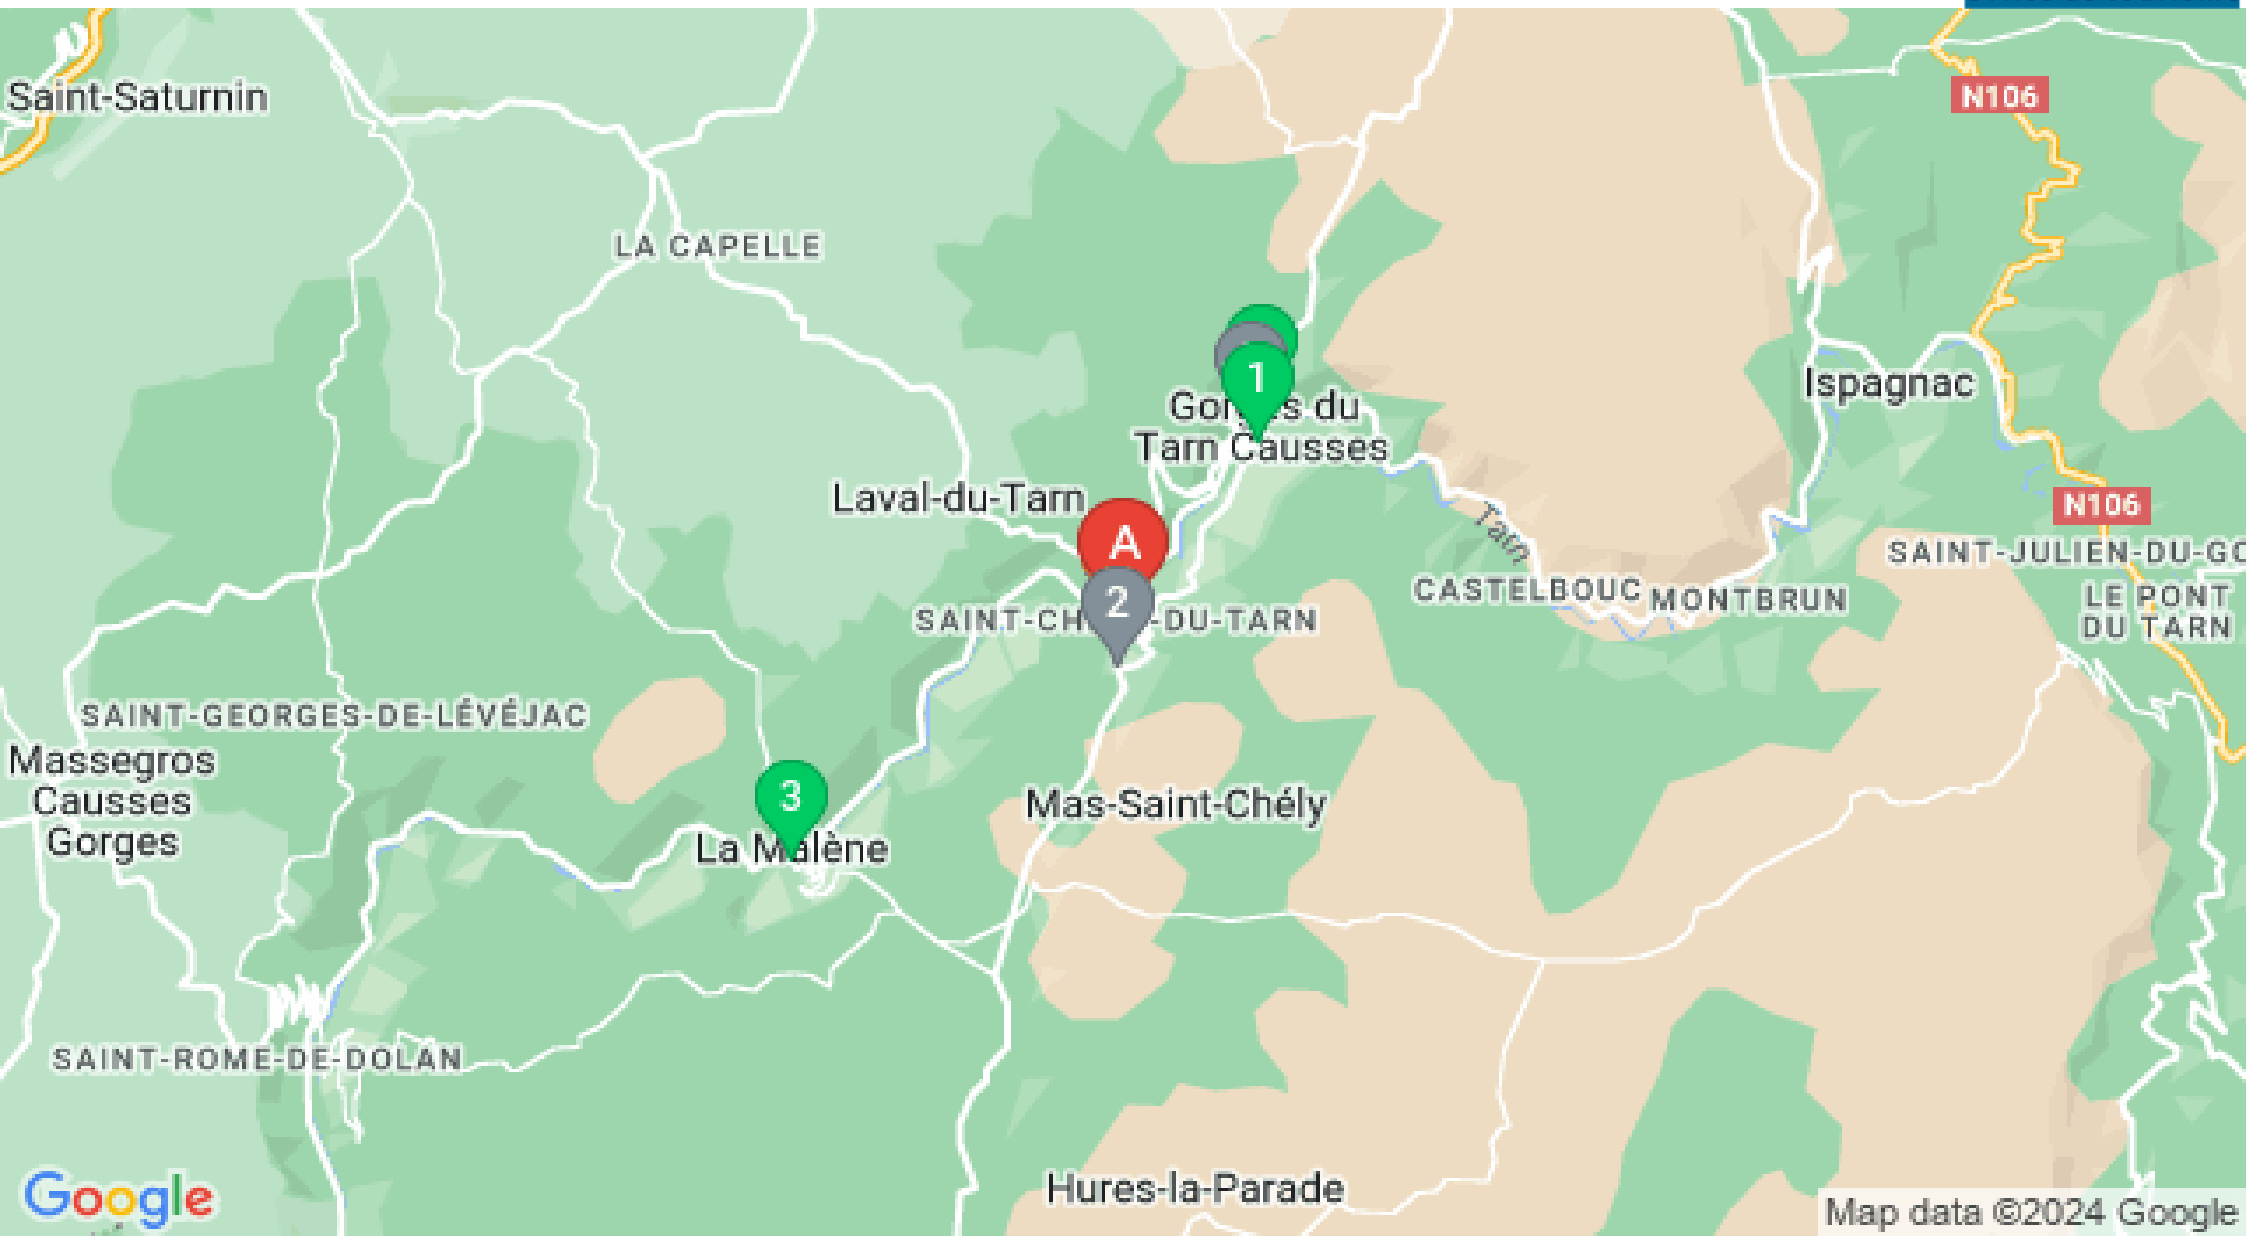 Saint-Saturnin
N106
LA CAPELLE
1
Gorges du
Tarn Causses
Ispagnac
Laval-du-Tarn
N106
A
Tarn
SAINT-JULIEN-DU-GO
2
CASTELBOUC
MONTBRUN
LE PONT
DU TARN
SAINT-CH
-DU-TARN
SAINT-GEORGES-DE-LÉVÉJAC
Massegros
Causses
Gorges
3
Mas-Saint-Chély
La Malène
SAINT-ROME-DE-DOLAN
Hures-la-Parade
Google
Map data ©2024 Google